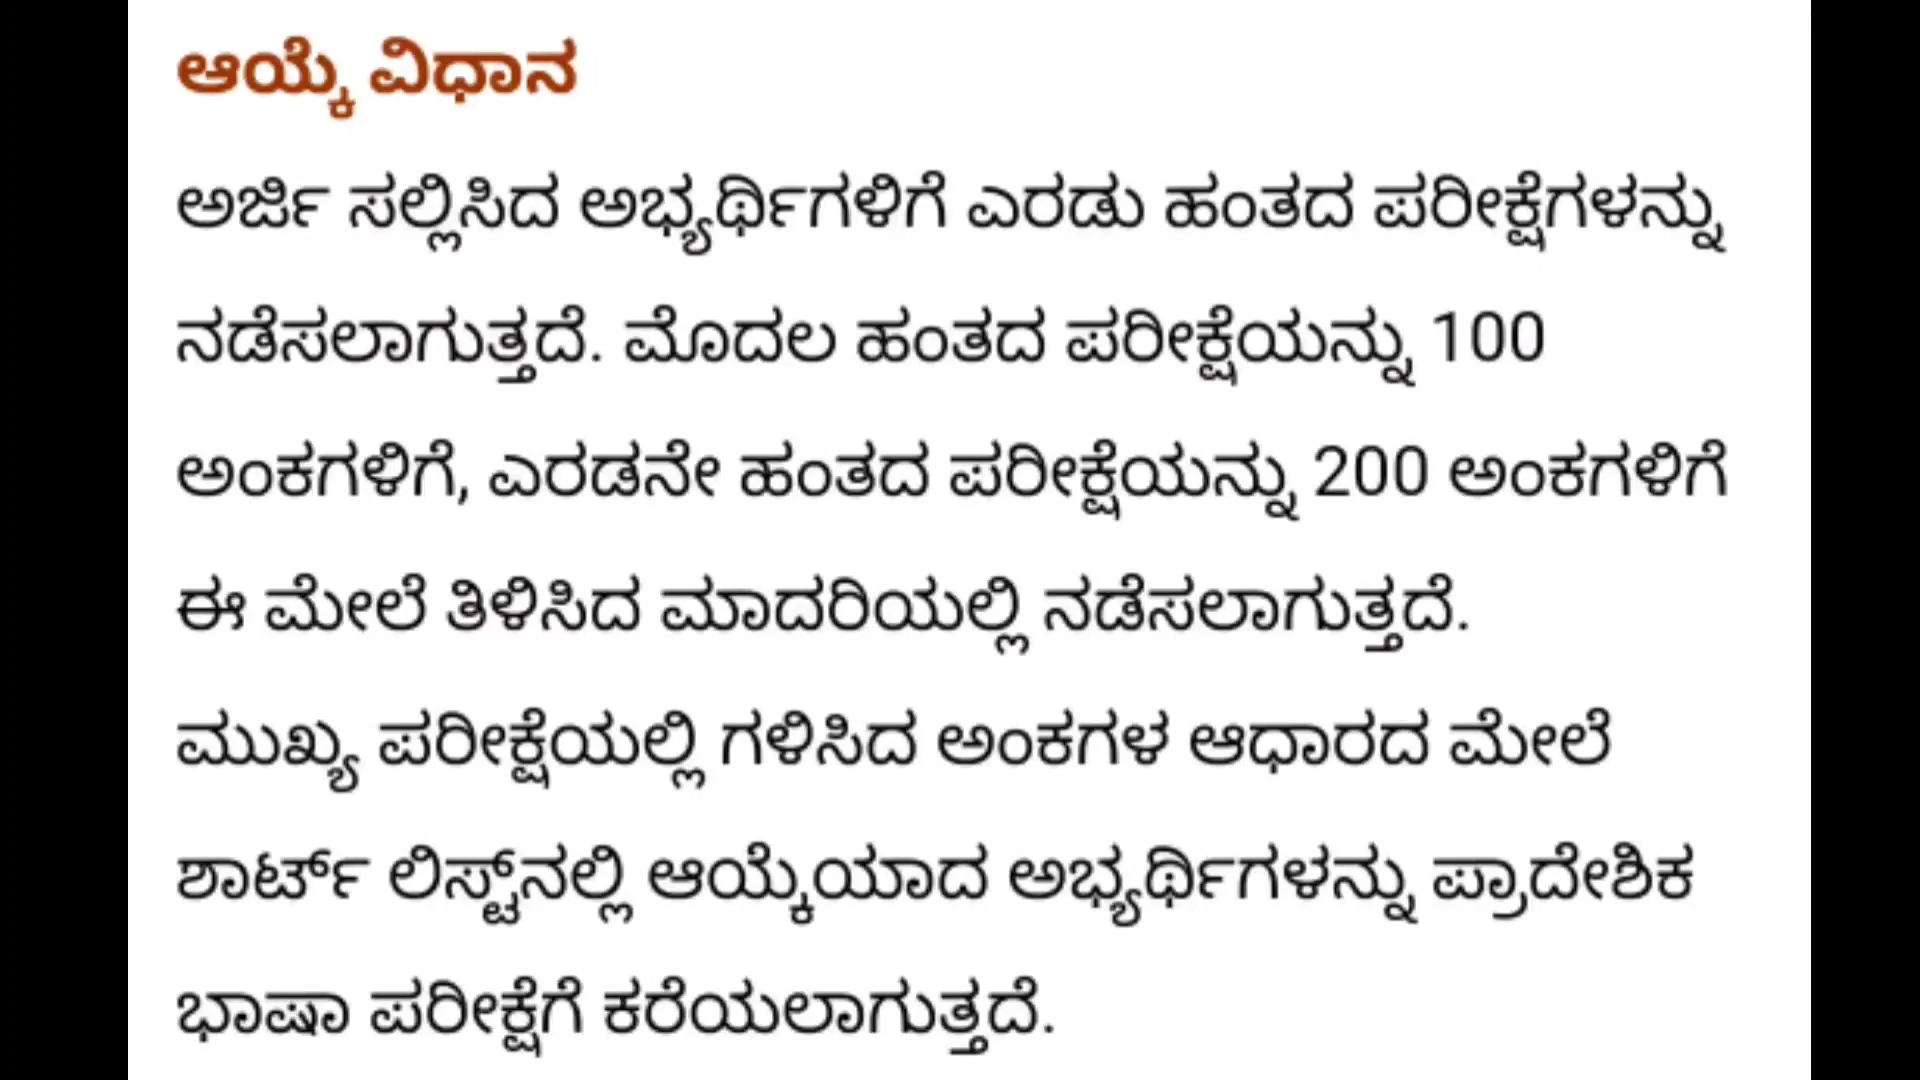 ಆಯ್ಕೆ ವಿಧಾನ
ಅರ್ಜಿ ಸಲ್ಲಿಸಿದ ಅಭ್ಯರ್ಥಿಗಳಿಗೆ ಎರಡು ಹಂತದ ಪರೀಕ್ಷೆಗಳನ್ನು
ನಡೆಸಲಾಗುತ್ತದೆ. ಮೊದಲ ಹಂತದ ಪರೀಕ್ಷೆಯನ್ನು 100
ಅಂಕಗಳಿಗೆ, ಎರಡನೇ ಹಂತದ ಪರೀಕ್ಷೆಯನ್ನು 200 ಅಂಕಗಳಿಗೆ
ಈ ಮೇಲೆ ತಿಳಿಸಿದ ಮಾದರಿಯಲ್ಲಿ ನಡೆಸಲಾಗುತ್ತದೆ.
ಮುಖ್ಯ ಪರೀಕ್ಷೆಯಲ್ಲಿ ಗಳಿಸಿದ ಅಂಕಗಳ ಆಧಾರದ ಮೇಲೆ
ಶಾರ್ಟ್ ಲಿಸ್ಟ್‌ನಲ್ಲಿ ಆಯ್ಕೆಯಾದ ಅಭ್ಯರ್ಥಿಗಳನ್ನು ಪ್ರಾದೇಶಿಕ
ಭಾಷಾ ಪರೀಕ್ಷೆಗೆ ಕರೆಯಲಾಗುತ್ತದೆ.